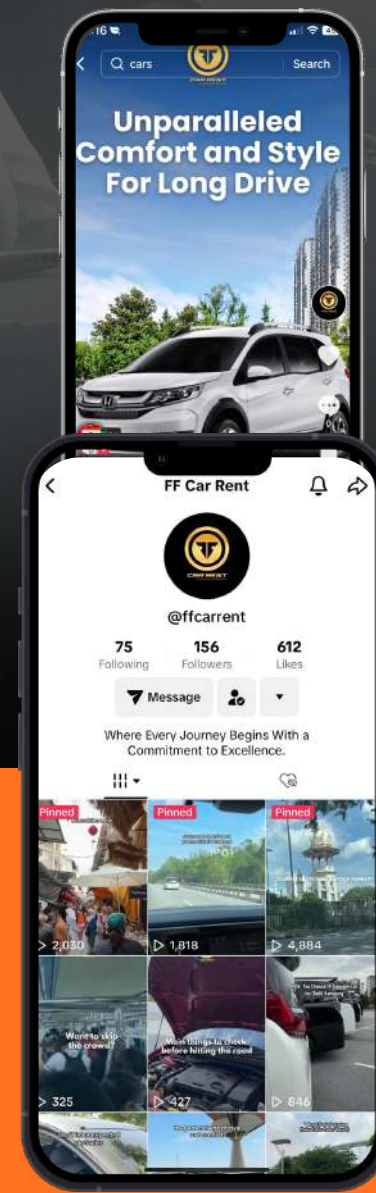 :16
cars
Search
CAR RENT
Unparalleled
Comfort and Style
For Long Drive
FF Car Rent
CAR RENT
@ffcarrent
75 156 612
Following Followers Likes
Message
Where Every Journey Begins With a
Commitment to Excellence.
Pinned Pinned Pinned
2,030 1,818 4,884
Want to skip
the crowd?
Main things to check
before hitting the road
325 427 846